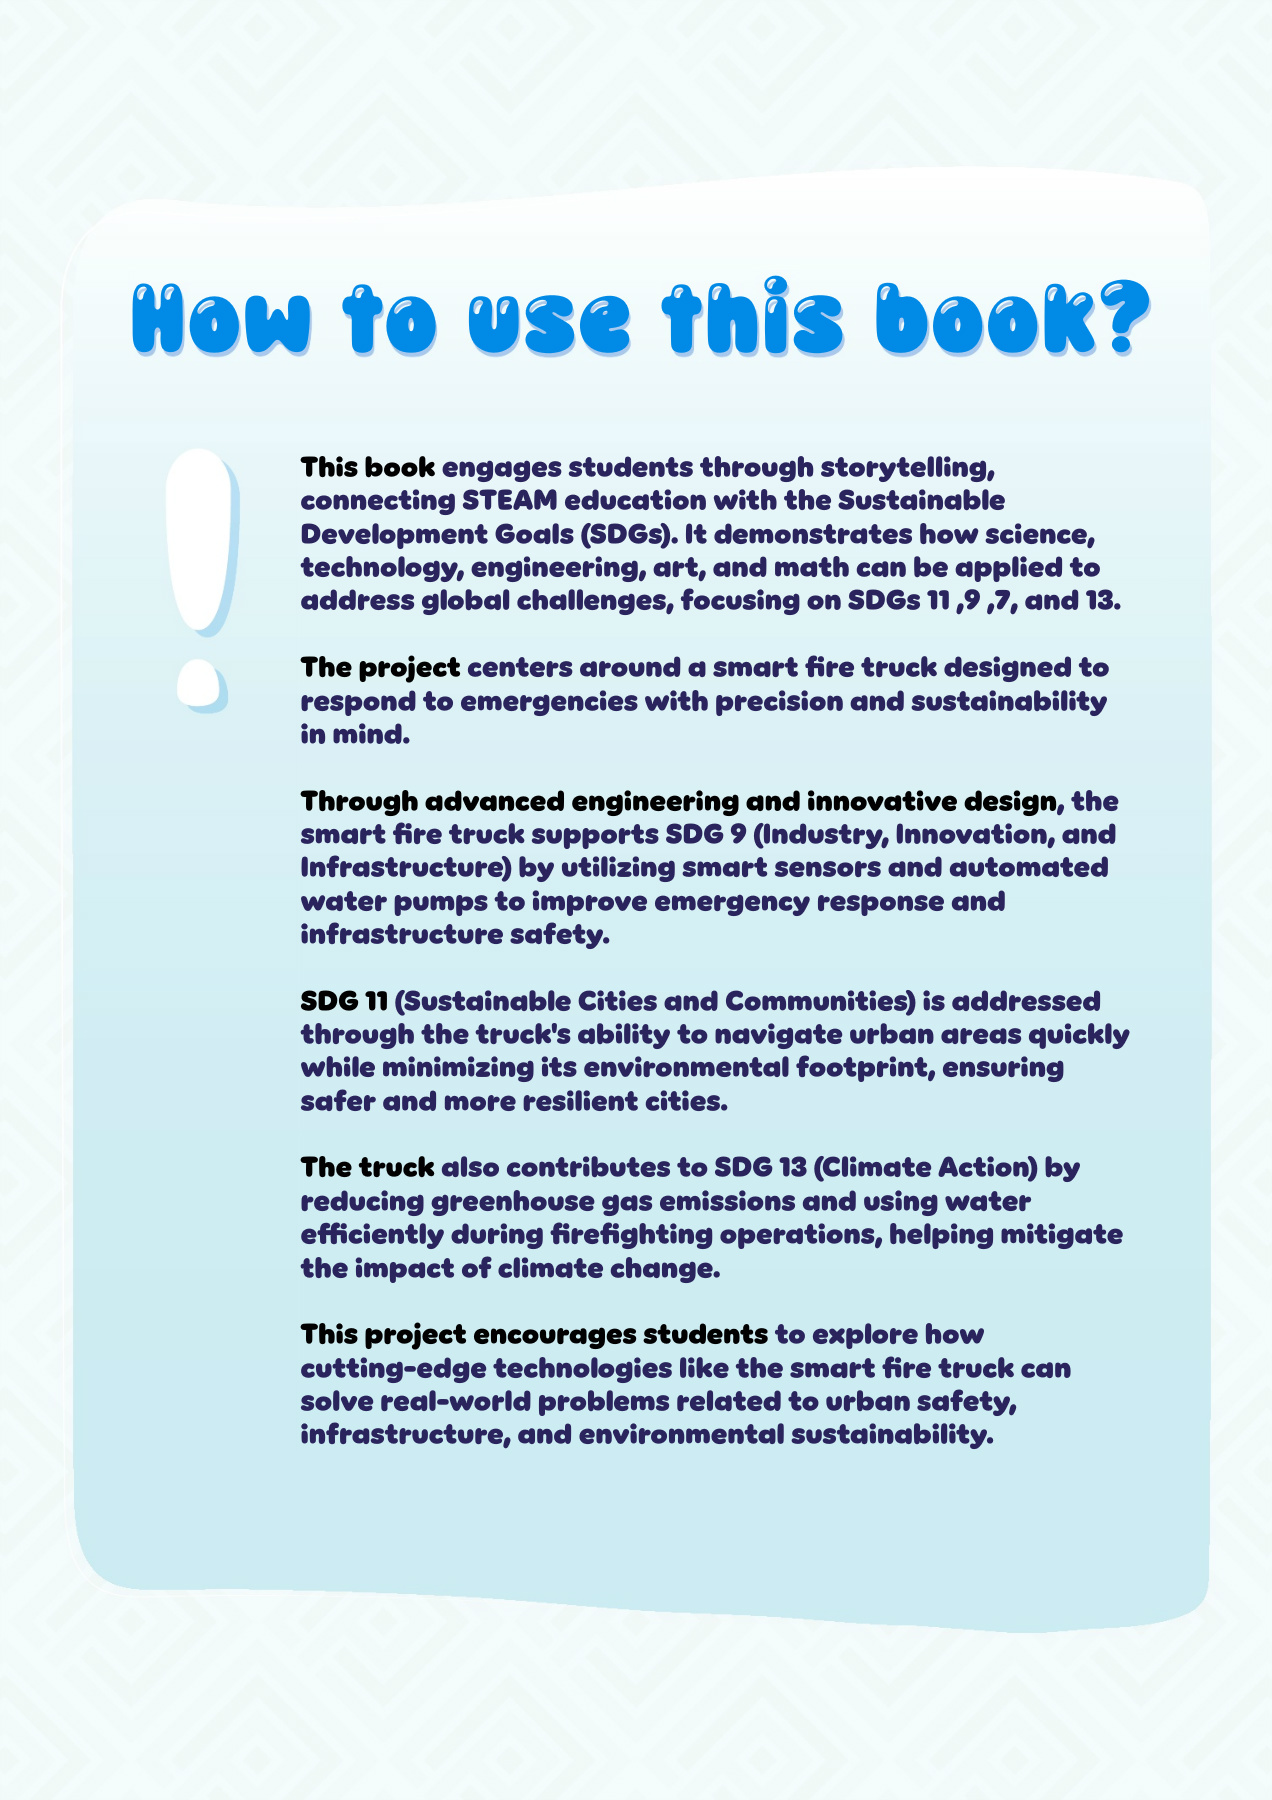 How to use this book?
This book engages students through storytelling,
connecting STEAM education with the Sustainable
Development Goals (SDGs). It demonstrates how science,
technology, engineering, art, and math can be applied to
address global challenges, focusing on SDGs 11 ,9 ,7, and 13.
The project centers around a smart fire truck designed to
respond to emergencies with precision and sustainability
in mind.
Through advanced engineering and innovative design, the
smart fire truck supports SDG 9 (Industry, Innovation, and
Infrastructure) by utilizing smart sensors and automated
water pumps to improve emergency response and
infrastructure safety.
SDG 11 (Sustainable Cities and Communities) is addressed
through the truck's ability to navigate urban areas quickly
while minimizing its environmental footprint, ensuring
safer and more resilient cities.
The truck also contributes to SDG 13 (Climate Action) by
reducing greenhouse gas emissions and using water
efficiently during firefighting operations, helping mitigate
the impact of climate change.
This project encourages students to explore how
cutting-edge technologies like the smart fire truck can
solve real-world problems related to urban safety,
infrastructure, and environmental sustainability.